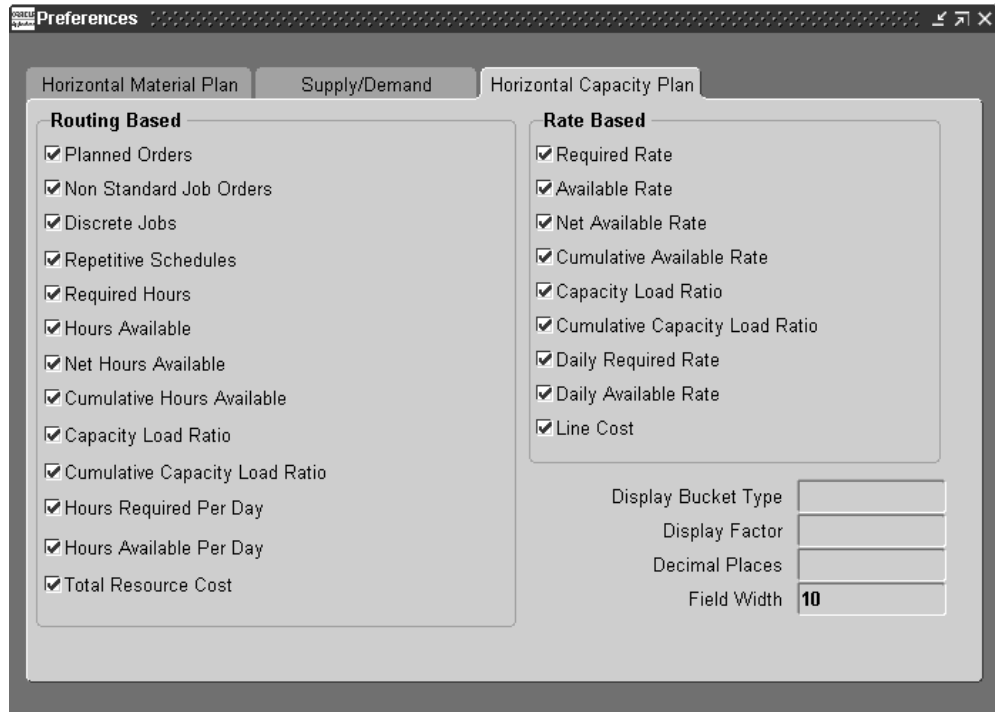 ORACLE
Preferences
Horizontal Material Plan
Supply/Demand
Horizontal Capacity Plan
Routing Based
Planned Orders
Non Standard Job Orders
Discrete Jobs
Repetitive Schedules
Required Hours
Hours Available
Net Hours Available
Cumulative Hours Available
Capacity Load Ratio
Cumulative Capacity Load Ratio
Hours Required Per Day
Hours Available Per Day
Total Resource Cost
Rate Based
Required Rate
Available Rate
Net Available Rate
Cumulative Available Rate
Capacity Load Ratio
Cumulative Capacity Load Ratio
Daily Required Rate
Daily Available Rate
Line Cost
Display Bucket Type
Display Factor
Decimal Places
Field Width 10